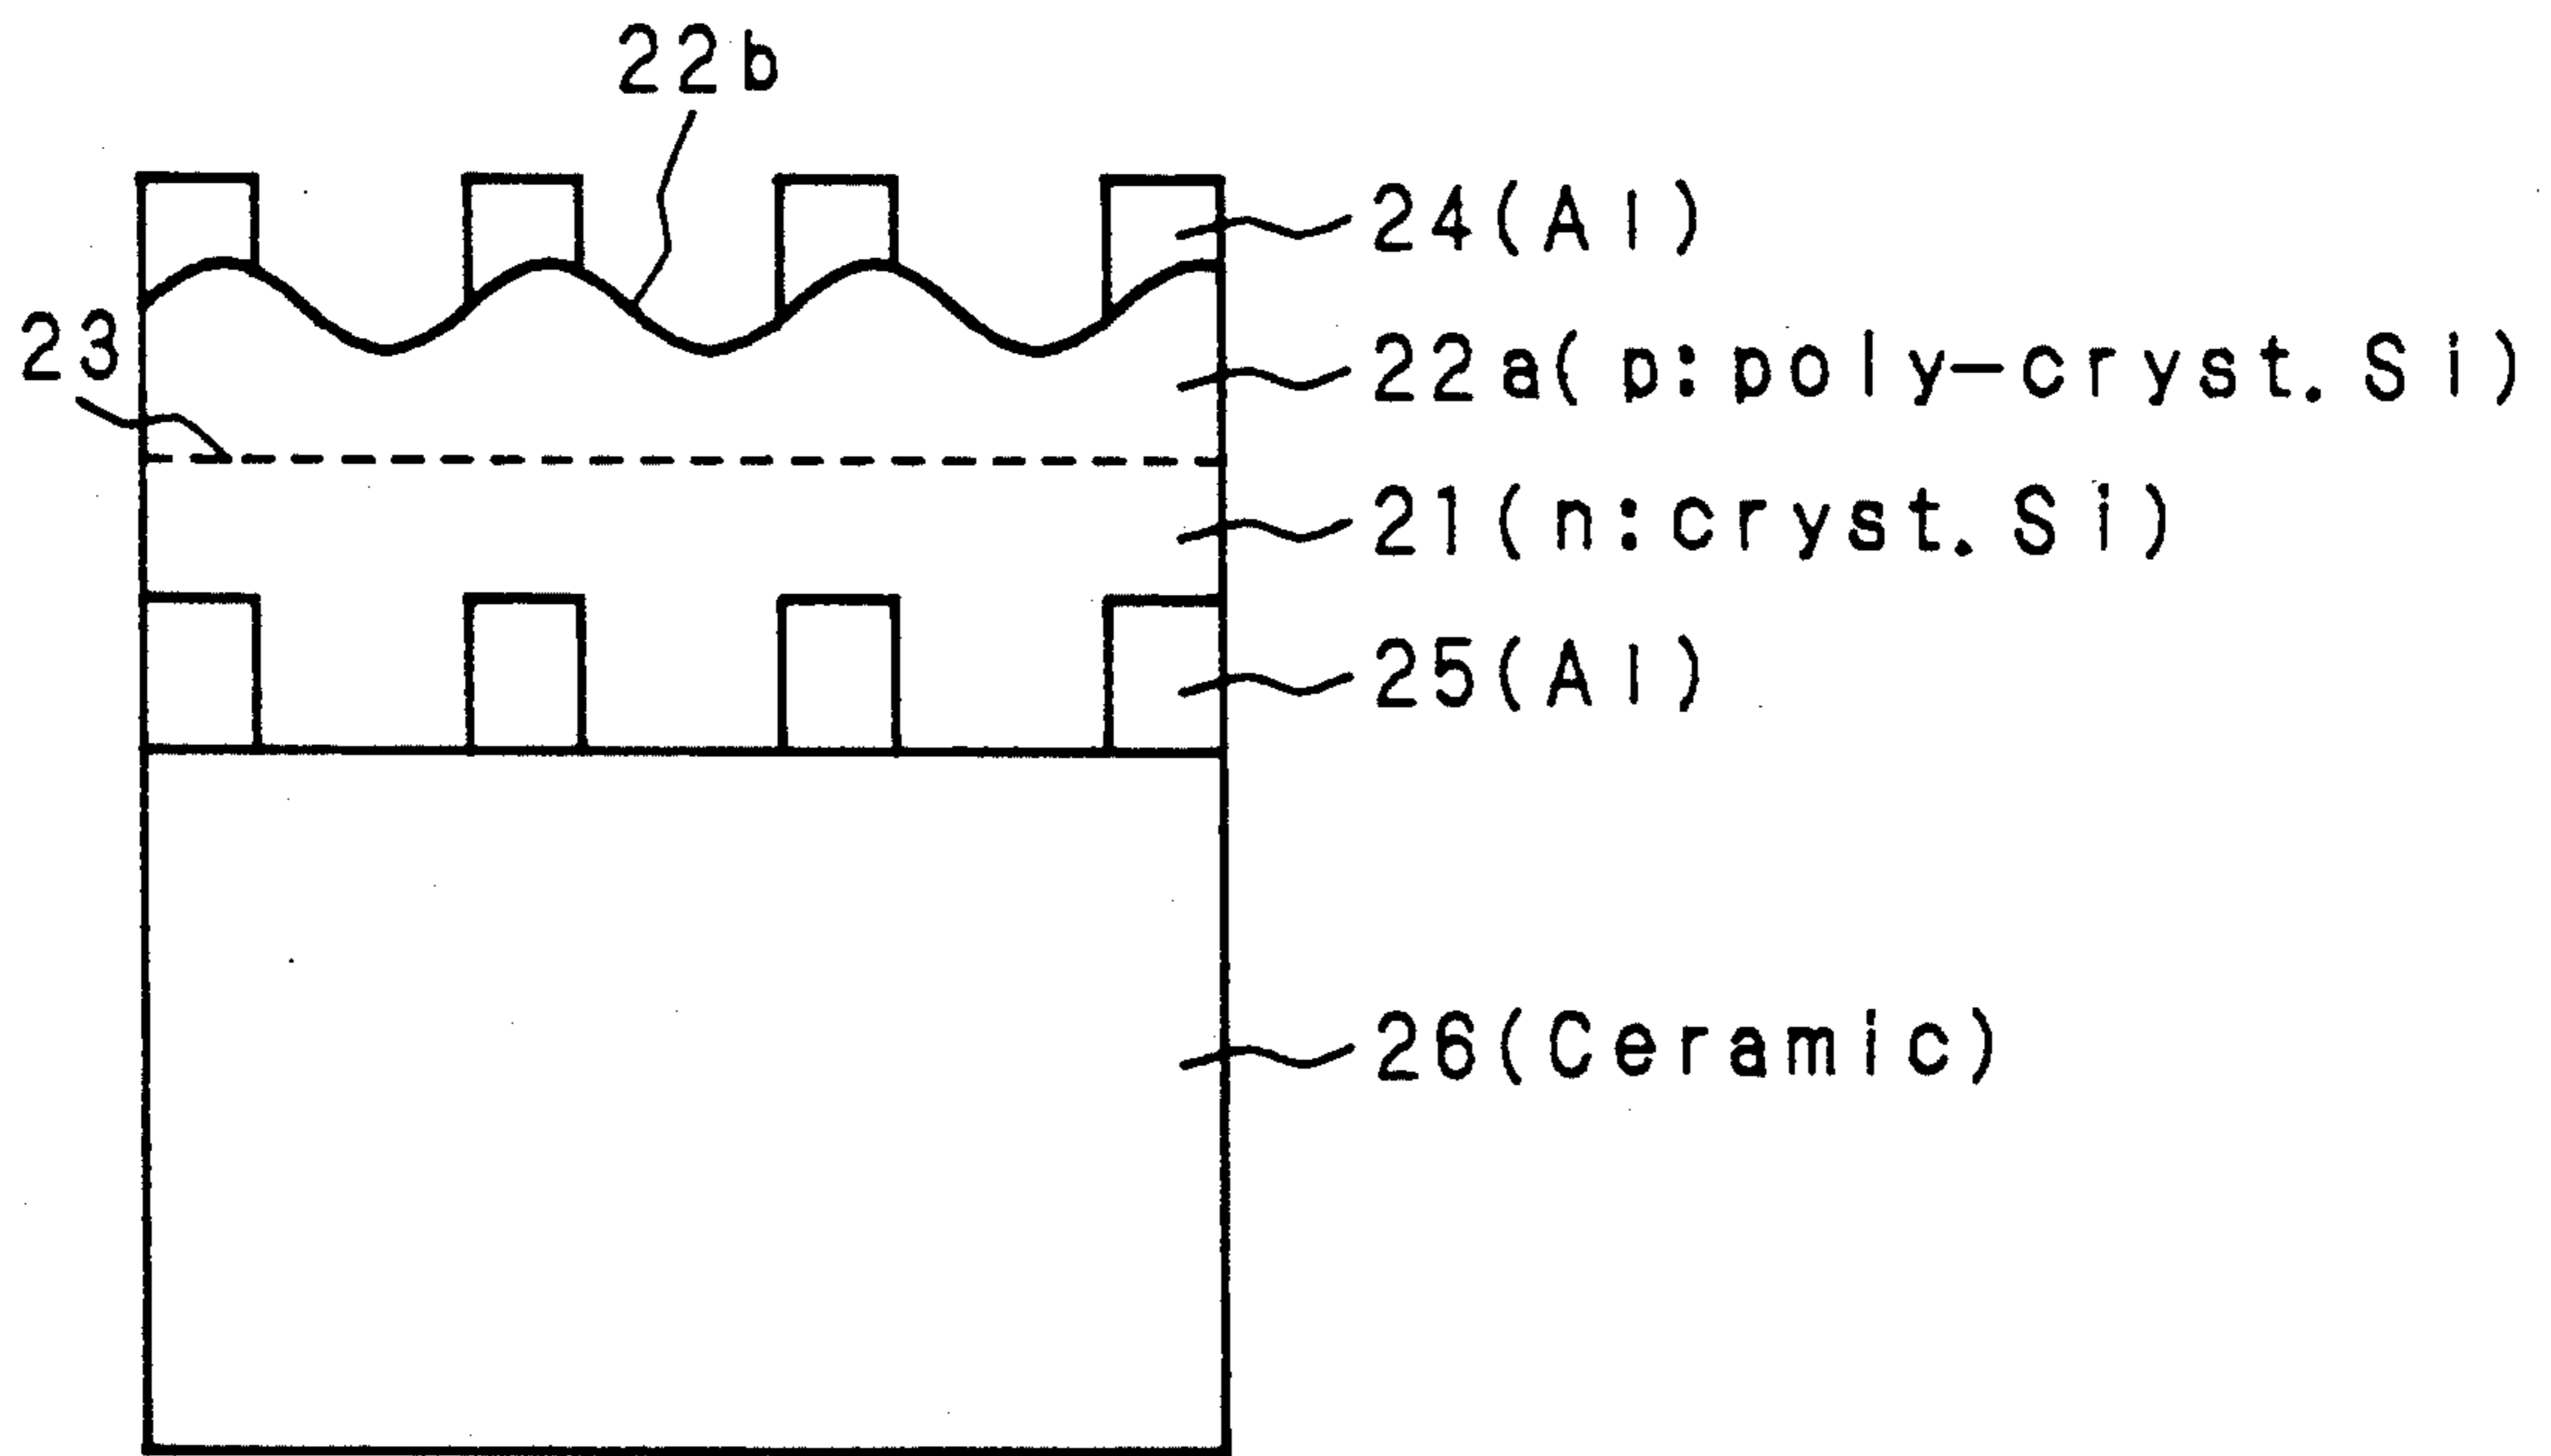 22b
24(Al)
23
22a(p:poly-cryst.Si)
21(n:cryst.Si)
25(Al)
26(Ceramic)